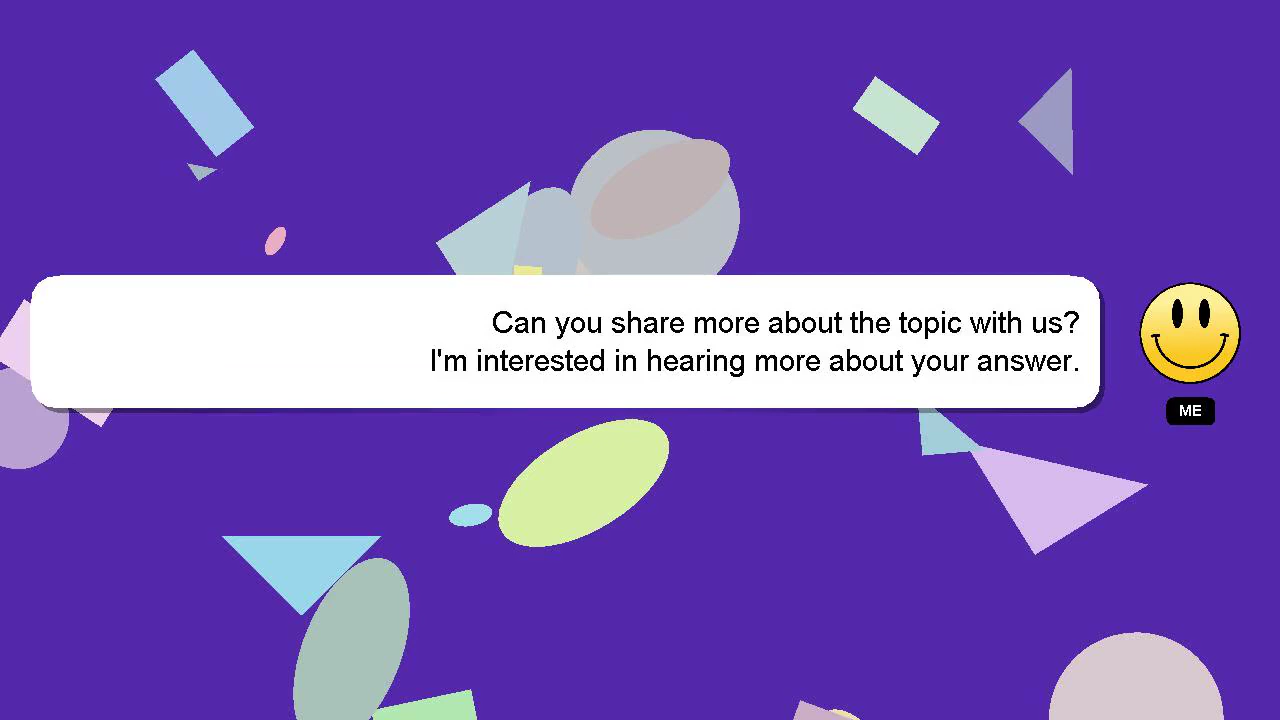 Can you share more about the topic with us?
I'm interested in hearing more about your answer.
ME